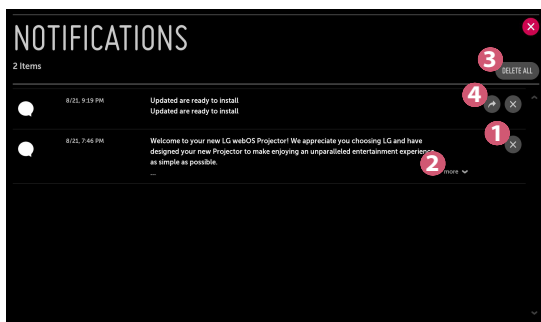 NOTIFICATIONS
2 Items
3
DELETE ALL
4
8/21, 9:19 PM
Updated are ready to install
Updated are ready to install
1
8/21, 7:46 PM
Welcome to your new LG webOS Projector! We appreciate you choosing LG and have
designed your new Projector to make enjoying an unparalleled entertainment experience
as simple as possible.
...
2
more